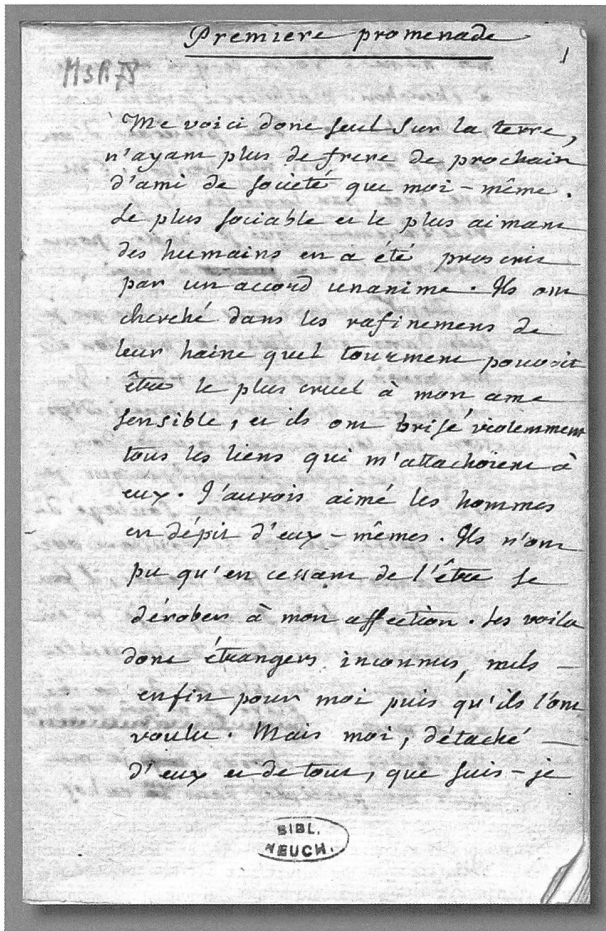 Premiere promenade
1
MsR 78
Me voici donc seul sur la terre,
n'ayant plus de frere de prochain
d'ami de societé que moi-même.
Le plus sociable et le plus aimant
des humains en a été proscrit
par un accord unanime. Ils ont
cherché dans les rafinemens de
leur haine quel tourment pouvoit
être le plus cruel à mon ame
sensible, et ils ont brisé violemment
tous les liens qui m'attachoient à
eux. J'aurois aimé les hommes
en dépit d'eux-mêmes. Ils n'ont
pu qu'en cessant de l'être se
dérober à mon affection. Les voila
donc étrangers, inconnus, nuls
enfin pour moi puis qu'ils l'ont
voulu. Mais moi, détaché
d'eux et de tout, que suis-je
BIBL.
NEUCH.